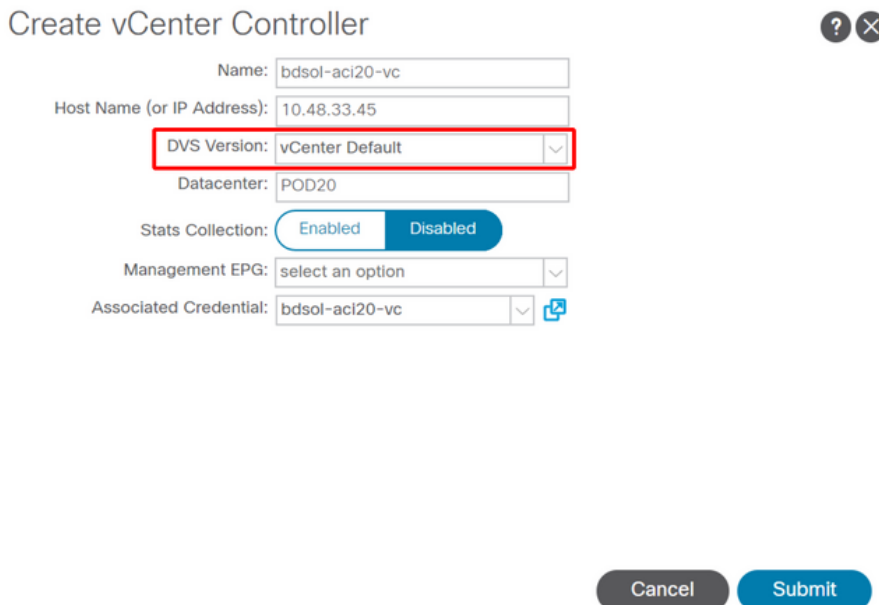 Create vCenter Controller
?
Name: bdsol-aci20-vc
Host Name (or IP Address): 10.48.33.45
DVS Version: vCenter Default
Datacenter: POD20
Stats Collection: Enabled Disabled
Management EPG: select an option
Associated Credential: bdsol-aci20-vc
Cancel Submit